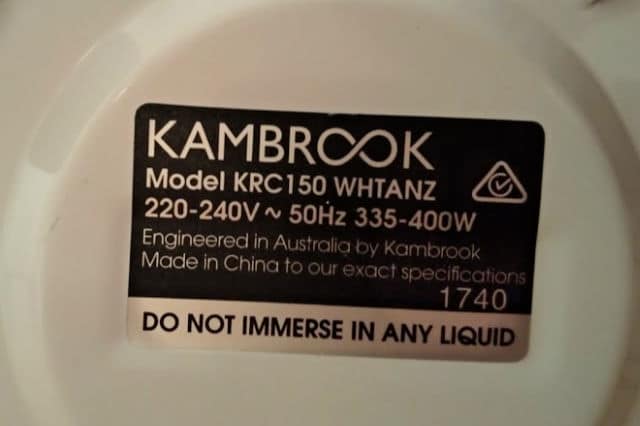 KAMBROOK
Model KRC150 WHTANZ
220-240V ~ 50Hz 335-400W
Engineered in Australia by Kambrook
Made in China to our exact specifications
1740
DO NOT IMMERSE IN ANY LIQUID